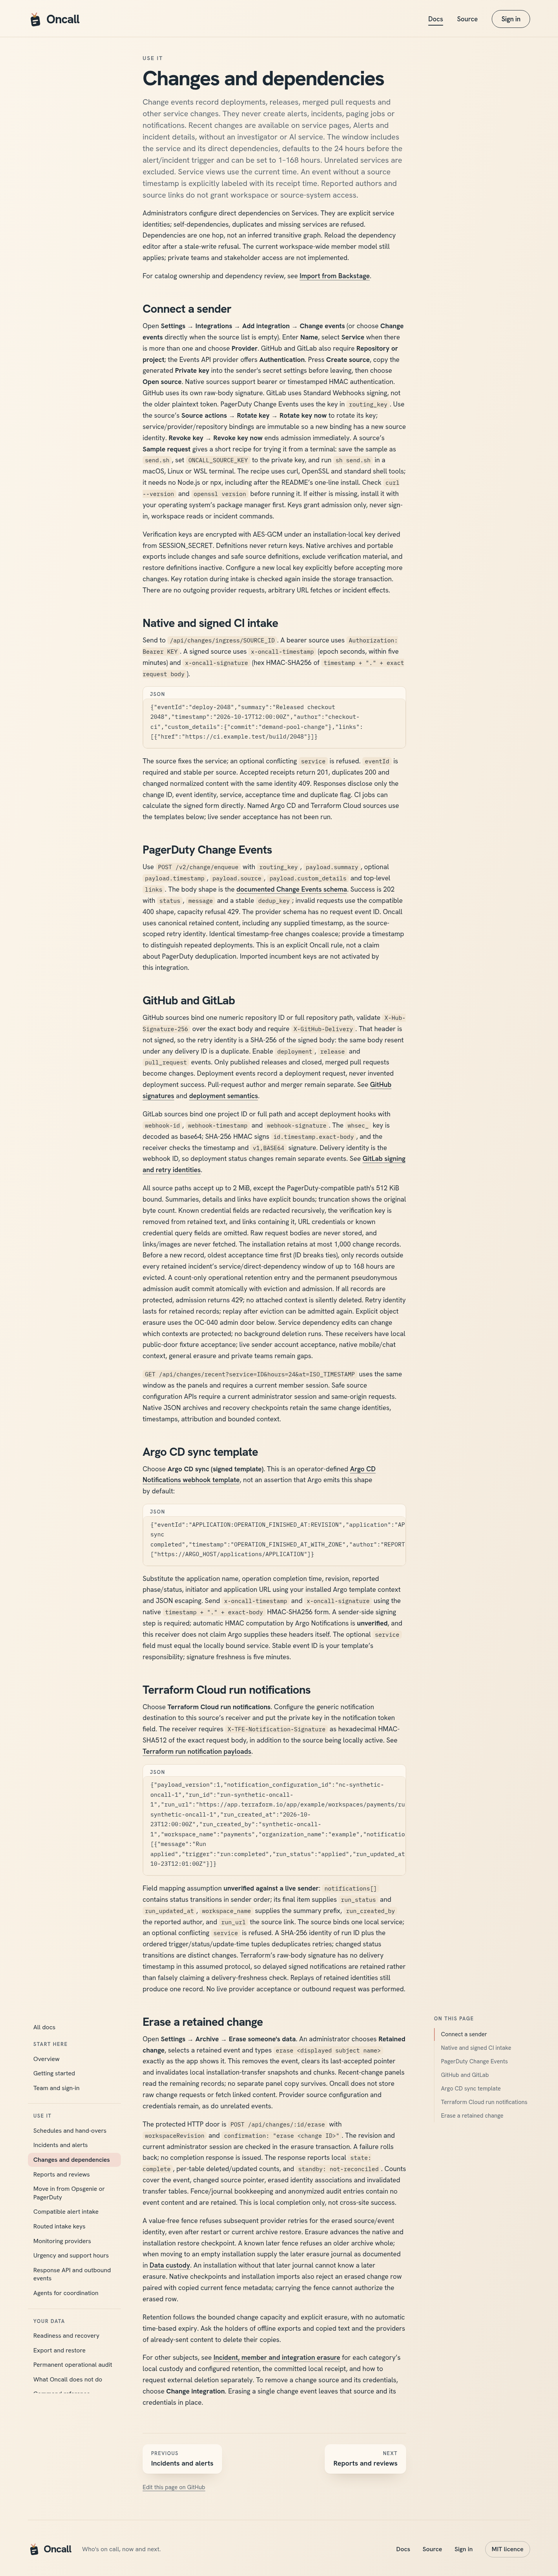 Oncall
Docs
Source
Sign in
USE IT
Changes and dependencies
Change events record deployments, releases, merged pull requests and
other service changes. They never create alerts, incidents, paging jobs or
notifications. Recent changes are available on service pages, Alerts and
incident details, without an investigator or AI service. The window includes
the service and its direct dependencies, defaults to the 24 hours before the
alert/incident trigger and can be set to 1–168 hours. Unrelated services are
excluded. Service views use the current time. An event without a source
timestamp is explicitly labeled with its receipt time. Reported authors and
source links do not grant workspace or source-system access.
Administrators configure direct dependencies on Services. They are explicit service
identities; self-dependencies, duplicates and missing services are refused.
Dependencies are one hop, not an inferred transitive graph. Reload the dependency
editor after a stale-write refusal. The current workspace-wide member model still
applies; private teams and stakeholder access are not implemented.
For catalog ownership and dependency review, see Import from Backstage.
Connect a sender
Open Settings → Integrations → Add integration → Change events (or choose Change
events directly when the source list is empty). Enter Name, select Service when there
is more than one and choose Provider. GitHub and GitLab also require Repository or
project; the Events API provider offers Authentication. Press Create source, copy the
generated Private key into the sender's secret settings before leaving, then choose
Open source. Native sources support bearer or timestamped HMAC authentication.
GitHub uses its own raw-body signature. GitLab uses Standard Webhooks signing, not
the older plaintext token. PagerDuty Change Events uses the key in routing_key. Use
the source's Source actions → Rotate key → Rotate key now to rotate its key;
service/provider/repository bindings are immutable so a new binding has a new source
identity. Revoke key → Revoke key now ends admission immediately. A source's
Sample request gives a short recipe for trying it from a terminal: save the sample as
send.sh, set ONCALL_SOURCE_KEY to the private key, and run sh send.sh in a
macOS, Linux or WSL terminal. The recipe uses curl, OpenSSL and standard shell tools;
it needs no Node.js or npx, including after the README's one-line install. Check curl
--version and openssl version before running it. If either is missing, install it with
your operating system's package manager first. Keys grant admission only, never sign-
in, workspace reads or incident commands.
Verification keys are encrypted with AES-GCM under an installation-local key derived
from SESSION_SECRET. Definitions never return keys. Native archives and portable
exports include changes and safe source definitions, exclude verification material, and
restore definitions inactive. Configure a new local key explicitly before accepting more
changes. Key rotation during intake is checked again inside the storage transaction.
There are no outgoing provider requests, arbitrary URL fetches or incident effects.
Native and signed CI intake
Send to /api/changes/ingress/SOURCE_ID. A bearer source uses Authorization:
Bearer KEY. A signed source uses x-oncall-timestamp (epoch seconds, within five
minutes) and x-oncall-signature (hex HMAC-SHA256 of timestamp + "." + exact
request body).
JSON
{"eventId":"deploy-2048","summary":"Released checkout
2048","timestamp":"2026-10-17T12:00:00Z","author":"checkout-
ci","custom_details":{"commit":"demand-pool-change"},"links":
[{"href":"https://ci.example.test/build/2048"}]}
The source fixes the service; an optional conflicting service is refused. eventId is
required and stable per source. Accepted receipts return 201, duplicates 200 and
changed normalized content with the same identity 409. Responses disclose only the
change ID, event identity, service, acceptance time and duplicate flag. CI jobs can
calculate the signed form directly. Named Argo CD and Terraform Cloud sources use
the templates below; live sender acceptance has not been run.
PagerDuty Change Events
Use POST /v2/change/enqueue with routing_key, payload.summary, optional
payload.timestamp, payload.source, payload.custom_details and top-level
links. The body shape is the documented Change Events schema. Success is 202
with status, message and a stable dedup_key; invalid requests use the compatible
400 shape, capacity refusal 429. The provider schema has no request event ID. Oncall
uses canonical retained content, including any supplied timestamp, as the source-
scoped retry identity. Identical timestamp-free changes coalesce; provide a timestamp
to distinguish repeated deployments. This is an explicit Oncall rule, not a claim
about PagerDuty deduplication. Imported incumbent keys are not activated by
this integration.
GitHub and GitLab
GitHub sources bind one numeric repository ID or full repository path, validate X-Hub-
Signature-256 over the exact body and require X-GitHub-Delivery. That header is
not signed, so the retry identity is a SHA-256 of the signed body: the same body resent
under any delivery ID is a duplicate. Enable deployment, release and
pull_request events. Only published releases and closed, merged pull requests
become changes. Deployment events record a deployment request, never invented
deployment success. Pull-request author and merger remain separate. See GitHub
signatures and deployment semantics.
GitLab sources bind one project ID or full path and accept deployment hooks with
webhook-id, webhook-timestamp and webhook-signature. The whsec_ key is
decoded as base64; SHA-256 HMAC signs id.timestamp.exact-body, and the
receiver checks the timestamp and v1,BASE64 signature. Delivery identity is the
webhook ID, so deployment status changes remain separate events. See GitLab signing
and retry identities.
All source paths accept up to 2 MiB, except the PagerDuty-compatible path's 512 KiB
bound. Summaries, details and links have explicit bounds; truncation shows the original
byte count. Known credential fields are redacted recursively, the verification key is
removed from retained text, and links containing it, URL credentials or known
credential query fields are omitted. Raw request bodies are never stored, and
links/images are never fetched. The installation retains at most 1,000 change records.
Before a new record, oldest acceptance time first (ID breaks ties), only records outside
every retained incident's service/direct-dependency window of up to 168 hours are
evicted. A count-only operational retention entry and the permanent pseudonymous
admission audit commit atomically with eviction and admission. If all records are
protected, admission returns 429; no attached context is silently deleted. Retry identity
lasts for retained records; replay after eviction can be admitted again. Explicit object
erasure uses the OC-040 admin door below. Service dependency edits can change
which contexts are protected; no background deletion runs. These receivers have local
public-door fixture acceptance; live sender account acceptance, native mobile/chat
context, general erasure and private teams remain gaps.
GET /api/changes/recent?service=ID&hours=24&at=ISO_TIMESTAMP uses the same
window as the panels and requires a current member session. Safe source
configuration APIs require a current administrator session and same-origin requests.
Native JSON archives and recovery checkpoints retain the same change identities,
timestamps, attribution and bounded context.
Argo CD sync template
Choose Argo CD sync (signed template). This is an operator-defined Argo CD
Notifications webhook template, not an assertion that Argo emits this shape
by default:
JSON
{"eventId":"APPLICATION:OPERATION_FINISHED_AT:REVISION","application":"AP
sync
completed","timestamp":"OPERATION_FINISHED_AT_WITH_ZONE","author":"REPORT
["https://ARGO_HOST/applications/APPLICATION"]}
Substitute the application name, operation completion time, revision, reported
phase/status, initiator and application URL using your installed Argo template context
and JSON escaping. Send x-oncall-timestamp and x-oncall-signature using the
native timestamp + "." + exact-body HMAC-SHA256 form. A sender-side signing
step is required; automatic HMAC computation by Argo Notifications is unverified, and
this receiver does not claim Argo supplies these headers itself. The optional service
field must equal the locally bound service. Stable event ID is your template's
responsibility; signature freshness is five minutes.
Terraform Cloud run notifications
Choose Terraform Cloud run notifications. Configure the generic notification
destination to this source's receiver and put the private key in the notification token
field. The receiver requires X-TFE-Notification-Signature as hexadecimal HMAC-
SHA512 of the exact request body, in addition to the source being locally active. See
Terraform run notification payloads.
JSON
{"payload_version":1,"notification_configuration_id":"nc-synthetic-
oncall-1","run_id":"run-synthetic-oncall-
1","run_url":"https://app.terraform.io/app/example/workspaces/payments/ru
synthetic-oncall-1","run_created_at":"2026-10-
23T12:00:00Z","run_created_by":"synthetic-oncall-
1","workspace_name":"payments","organization_name":"example","notificatio
[{"message":"Run
applied","trigger":"run:completed","run_status":"applied","run_updated_at
10-23T12:01:00Z"}]}
Field mapping assumption unverified against a live sender: notifications[]
contains status transitions in sender order; its final item supplies run_status and
run_updated_at, workspace_name supplies the summary prefix, run_created_by
the reported author, and run_url the source link. The source binds one local service;
an optional conflicting service is refused. A SHA-256 identity of run ID plus the
ordered trigger/status/update-time tuples deduplicates retries; changed status
transitions are distinct changes. Terraform's raw-body signature has no delivery
timestamp in this assumed protocol, so delayed signed notifications are retained rather
than falsely claiming a delivery-freshness check. Replays of retained identities still
produce one record. No live provider acceptance or outbound request was performed.
Erase a retained change
Open Settings → Archive → Erase someone's data. An administrator chooses Retained
change, selects a retained event and types erase <displayed subject name>
exactly as the app shows it. This removes the event, clears its last-accepted pointer
and invalidates local installation-transfer snapshots and chunks. Recent-change panels
read retained records; no separate panel copy survives. Oncall does not store
raw change requests or fetch linked content. Provider source configuration and
credentials remain, as do unrelated events.
The protected HTTP door is POST /api/changes/:id/erase with
workspaceRevision and confirmation: "erase <change ID>". The revision and
current administrator session are checked in the erasure transaction. A failure rolls
back; no completion response is issued. The response reports local state:
complete, per-table deleted/updated counts, and standby: not-reconciled. Counts
cover the event, changed source pointer, erased identity associations and invalidated
transfer tables. Fence/journal bookkeeping and anonymized audit entries contain no
event content and are retained. This is local completion only, not cross-site success.
A value-free fence refuses subsequent provider retries for the erased source/event
identity, even after restart or current archive restore. Erasure advances the native and
installation restore checkpoint. A known later fence refuses an older archive whole;
when moving to an empty installation supply the later erasure journal as documented
in Data custody. An installation without that later journal cannot know a later
erasure. Native checkpoints and installation imports also reject an erased change row
paired with copied current fence metadata; carrying the fence cannot authorize the
erased row.
Retention follows the bounded change capacity and explicit erasure, with no automatic
time-based expiry. Ask the holders of offline exports and copied text and the providers
of already-sent content to delete their copies.
For other subjects, see Incident, member and integration erasure for each category's
local custody and configured retention, the committed local receipt, and how to
request external deletion separately. To remove a change source and its credentials,
choose Change integration. Erasing a single change event leaves that source and its
credentials in place.
All docs
START HERE
Overview
Getting started
Team and sign-in
USE IT
Schedules and hand-overs
Incidents and alerts
Changes and dependencies
Reports and reviews
Move in from Opsgenie or
PagerDuty
Compatible alert intake
Routed intake keys
Monitoring providers
Urgency and support hours
Response API and outbound
events
Agents for coordination
YOUR DATA
Readiness and recovery
Export and restore
Permanent operational audit
What Oncall does not do
ON THIS PAGE
Connect a sender
Native and signed CI intake
PagerDuty Change Events
GitHub and GitLab
Argo CD sync template
Terraform Cloud run notifications
Erase a retained change
PREVIOUS
Incidents and alerts
NEXT
Reports and reviews
Edit this page on GitHub
Oncall
Who's on call, now and next.
Docs
Source
Sign in
MIT licence